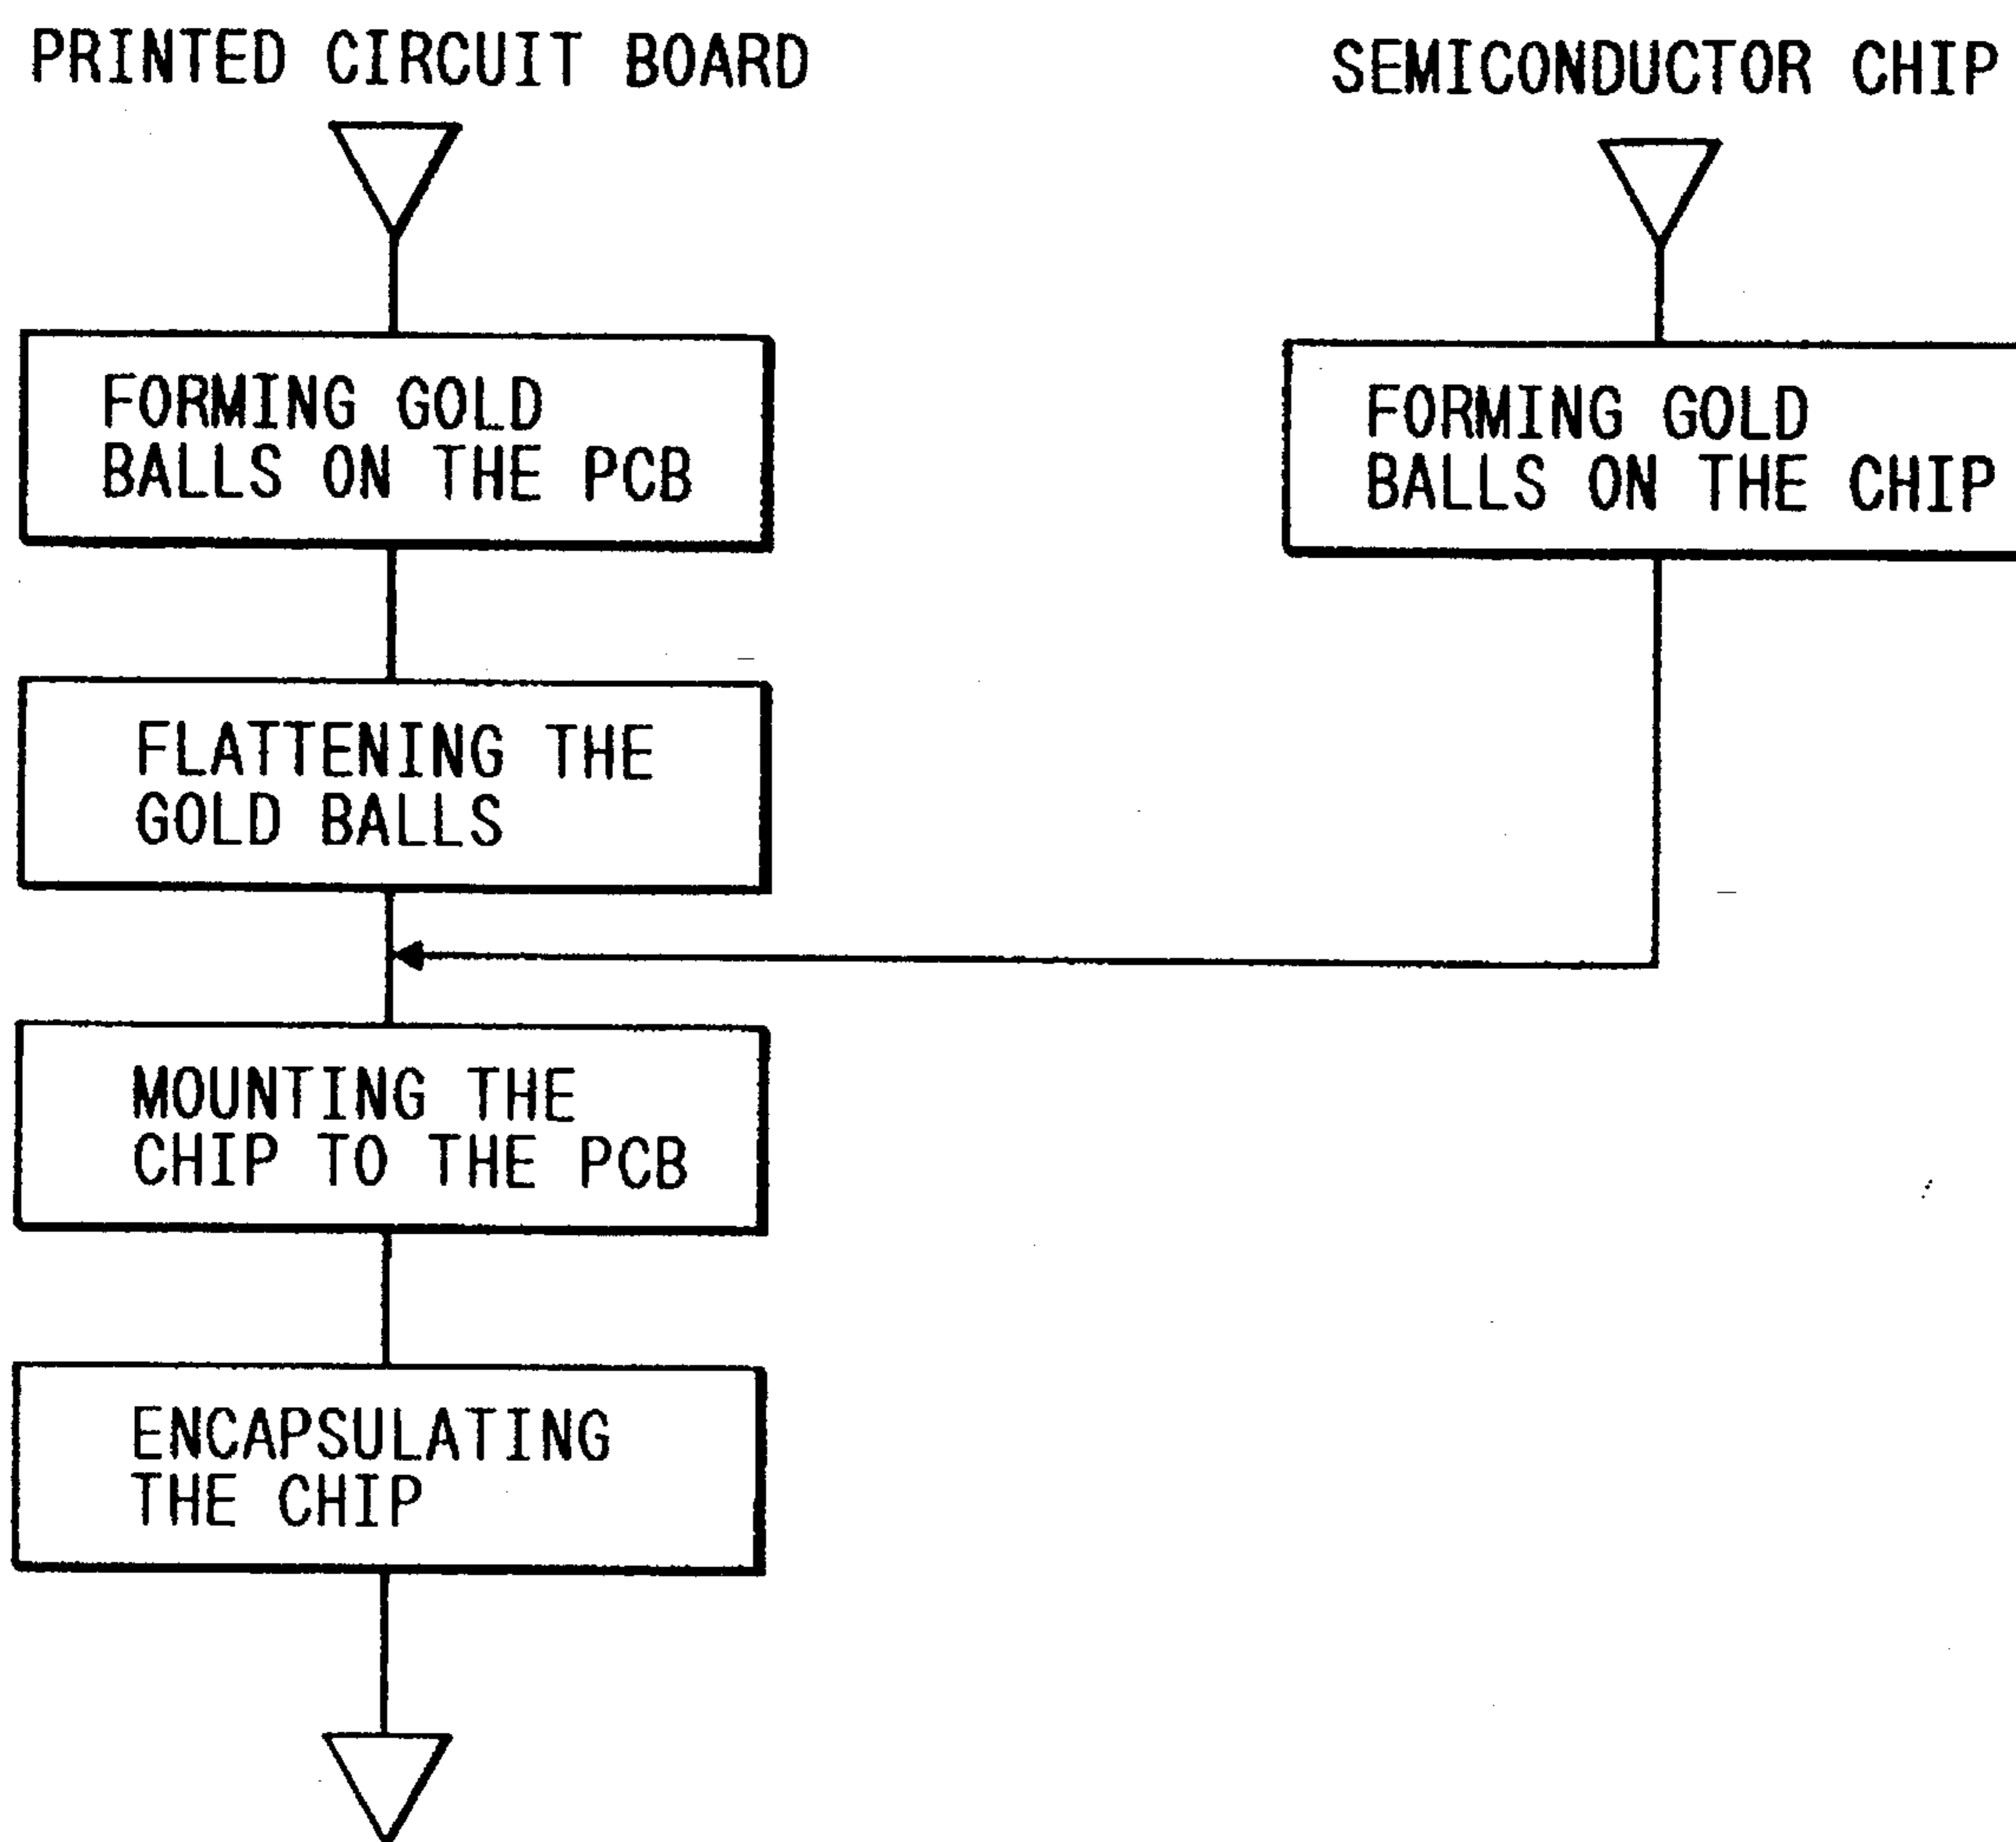 PRINTED CIRCUIT BOARD
SEMICONDUCTOR CHIP
FORMING GOLD
BALLS ON THE PCB
FORMING GOLD
BALLS ON THE CHIP
FLATTENING THE
GOLD BALLS
MOUNTING THE
CHIP TO THE PCB
ENCAPSULATING
THE CHIP